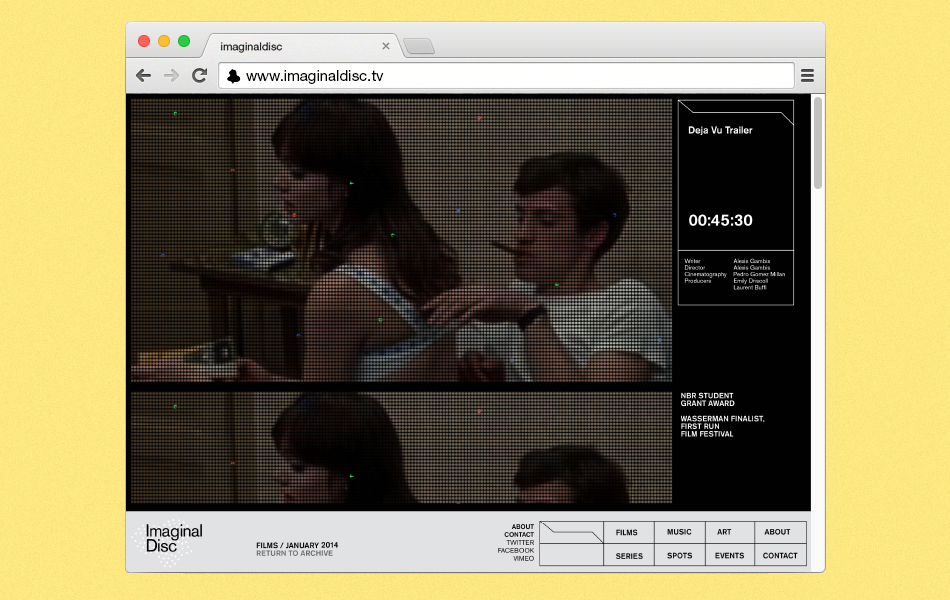 imaginaldisc
www.imaginaldisc.tv
Deja Vu Trailer
00:45:30
Writer Alexis Gambis
Director Alexis Gambis
Cinematography Pedro Gomez Millan
Producers Emily Driscoll
Laurent Buffi
NBR STUDENT
GRANT AWARD
WASSERMAN FINALIST,
FIRST RUN
FILM FESTIVAL
Imaginal
Disc
FILMS / JANUARY 2014
RETURN TO ARCHIVE
ABOUT
CONTACT
TWITTER
FACEBOOK
VIMEO
FILMS MUSIC ART ABOUT
SERIES SPOTS EVENTS CONTACT